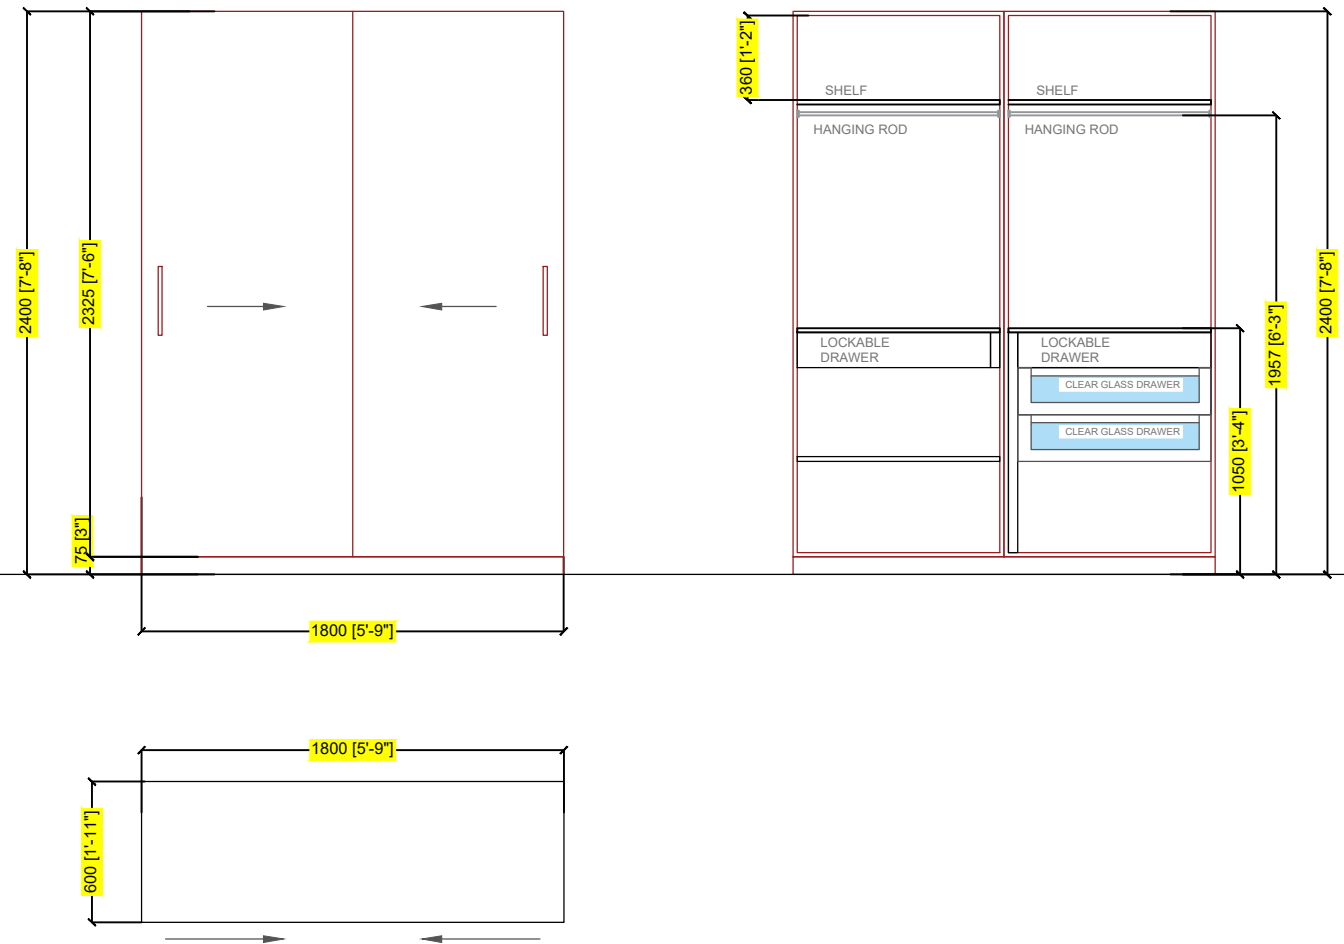 2400 [7'-8"]
2325 [7'-6"]
75 [3"]
1800 [5'-9"]
360 [1'-2"]
SHELF
SHELF
HANGING ROD
HANGING ROD
LOCKABLE
DRAWER
LOCKABLE
DRAWER
CLEAR GLASS DRAWER
CLEAR GLASS DRAWER
1050 [3'-4"]
1957 [6'-3"]
2400 [7'-8"]
1800 [5'-9"]
600 [1'-11"]